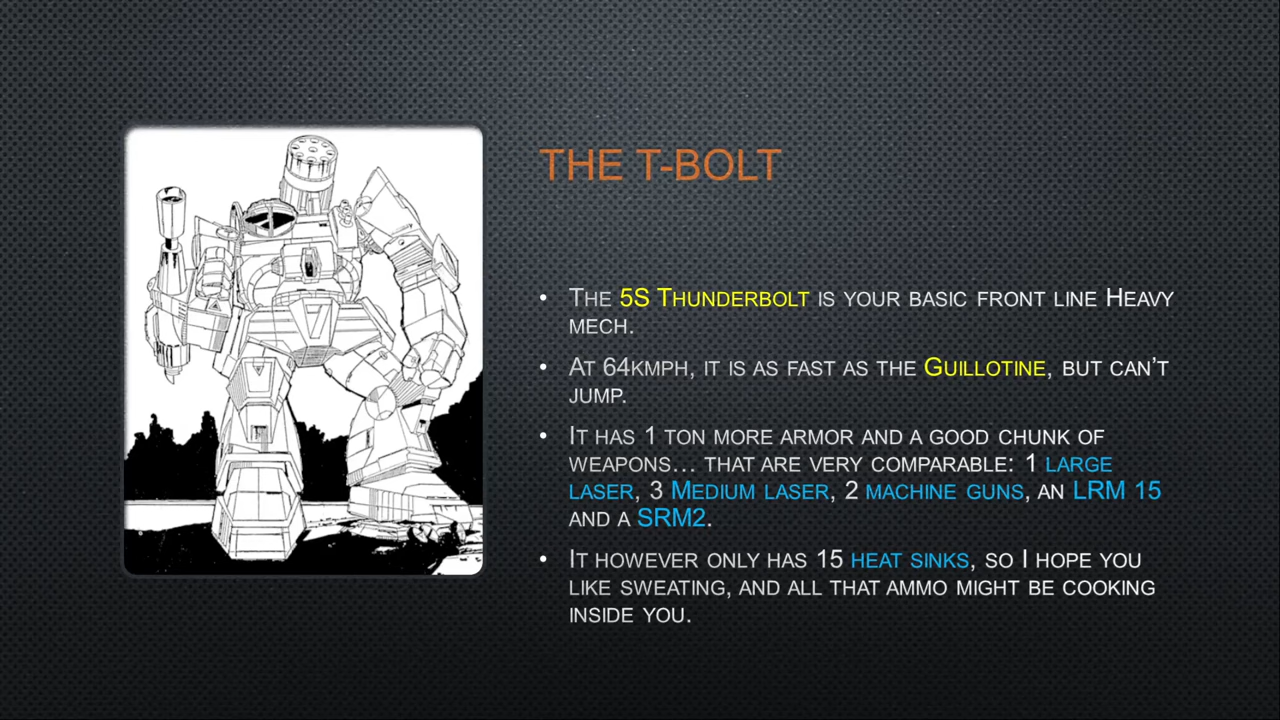 THE T-BOLT
• THE 5S THUNDERBOLT IS YOUR BASIC FRONT LINE HEAVY
MECH.
• AT 64KMPH, IT IS AS FAST AS THE GUILLOTINE, BUT CAN'T
JUMP.
• IT HAS 1 TON MORE ARMOR AND A GOOD CHUNK OF
WEAPONS... THAT ARE VERY COMPARABLE: 1 LARGE
LASER, 3 MEDIUM LASER, 2 MACHINE GUNS, AN LRM 15
AND A SRM2.
• IT HOWEVER ONLY HAS 15 HEAT SINKS, SO I HOPE YOU
LIKE SWEATING, AND ALL THAT AMMO MIGHT BE COOKING
INSIDE YOU.